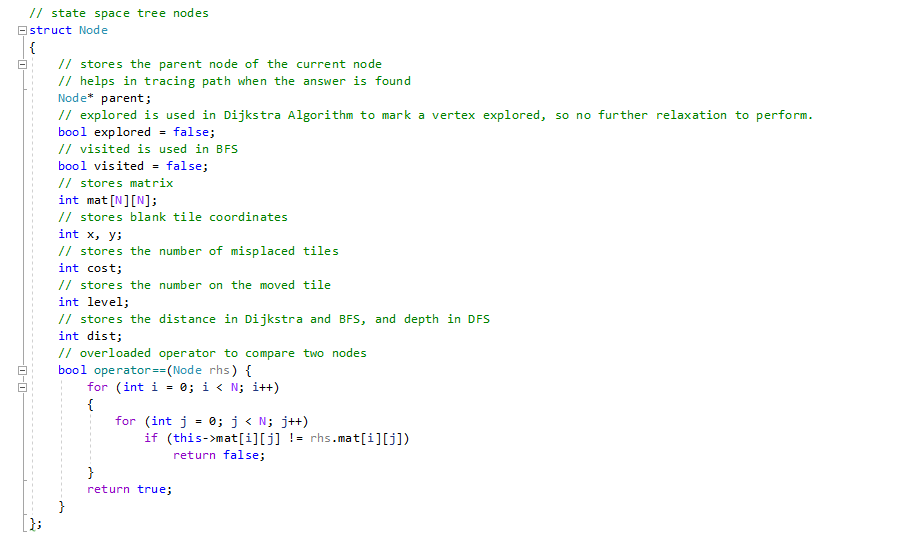 // state space tree nodes
struct Node
{
    // stores the parent node of the current node
    // helps in tracing path when the answer is found
    Node* parent;
    // explored is used in Dijkstra Algorithm to mark a vertex explored, so no further relaxation to perform.
    bool explored = false;
    // visited is used in BFS
    bool visited = false;
    // stores matrix
    int mat[N][N];
    // stores blank tile coordinates
    int x, y;
    // stores the number of misplaced tiles
    int cost;
    // stores the number on the moved tile
    int level;
    // stores the distance in Dijkstra and BFS, and depth in DFS
    int dist;
    // overloaded operator to compare two nodes
    bool operator==(Node rhs) {
        for (int i = 0; i < N; i++)
        {
            for (int j = 0; j < N; j++)
                if (this->mat[i][j] != rhs.mat[i][j])
                    return false;
        }
        return true;
    }
};